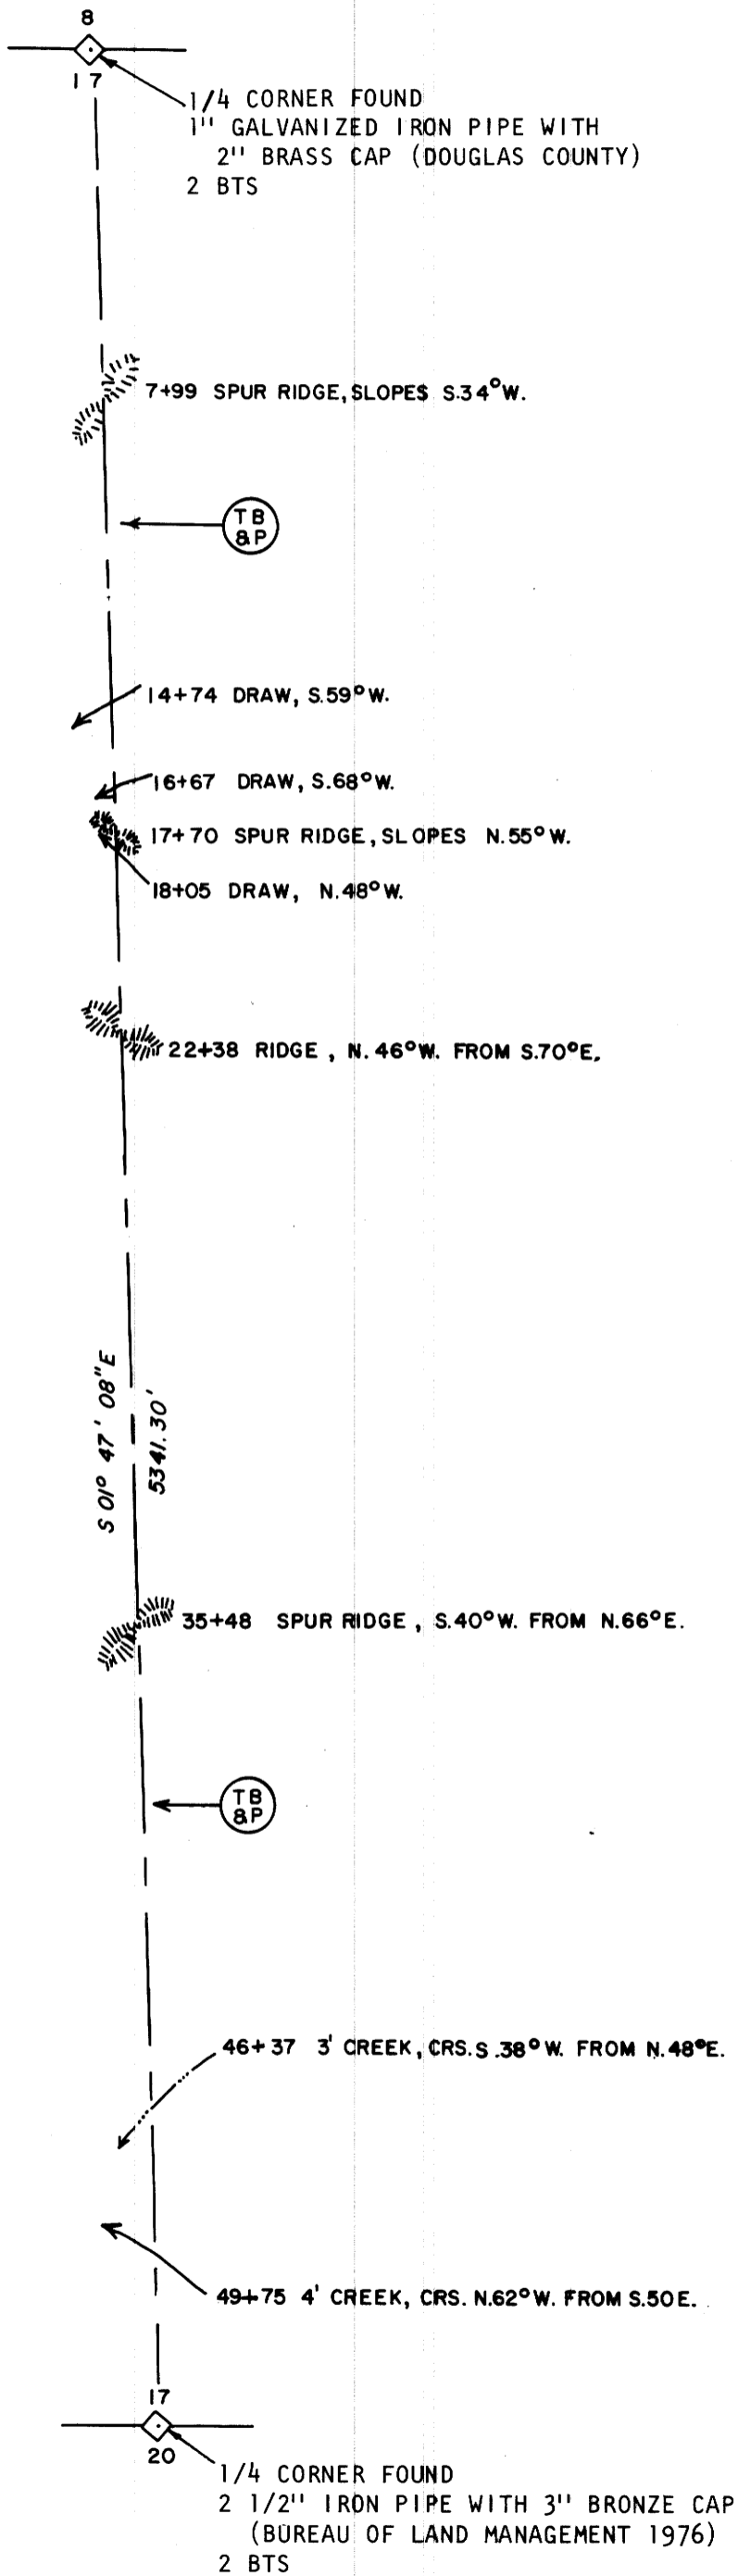 8
17
1/4 CORNER FOUND
1" GALVANIZED IRON PIPE WITH
2" BRASS CAP (DOUGLAS COUNTY)
2 BTS
7+99 SPUR RIDGE, SLOPES S.34°W.
TB
&P
14+74 DRAW, S.59°W.
16+67 DRAW, S.68°W.
17+70 SPUR RIDGE, SLOPES N.55°W.
18+05 DRAW, N.48°W.
22+38 RIDGE, N.46°W. FROM S.70°E.
S 01° 47' 08"E
5341.30'
35+48 SPUR RIDGE, S.40°W. FROM N.66°E.
TB
&P
46+37 3' CREEK, CRS. S.38°W. FROM N.48°E.
49+75 4' CREEK, CRS. N.62°W. FROM S.50E.
17
20
1/4 CORNER FOUND
2 1/2" IRON PIPE WITH 3" BRONZE CAP
(BUREAU OF LAND MANAGEMENT 1976)
2 BTS